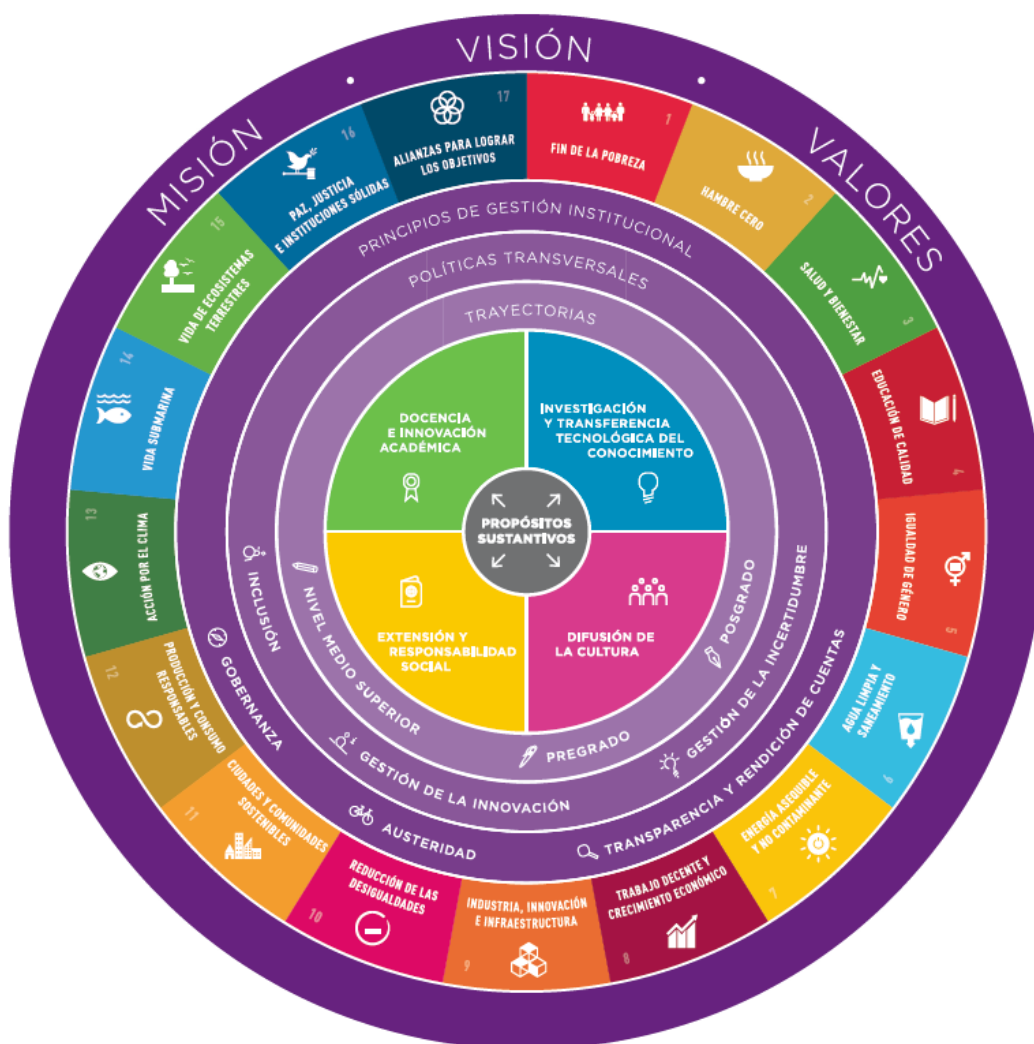 MISIÓN
VISIÓN
VALORES
1
FIN DE LA POBREZA
2
HAMBRE CERO
3
SALUD Y BIENESTAR
4
EDUCACIÓN DE CALIDAD
5
IGUALDAD DE GÉNERO
6
AGUA LIMPIA Y
SANEAMIENTO
7
ENERGÍA ASEQUIBLE
Y NO CONTAMINANTE
8
TRABAJO DECENTE Y
CRECIMIENTO ECONÓMICO
9
INDUSTRIA, INNOVACIÓN
E INFRAESTRUCTURA
10
REDUCCIÓN DE LAS
DESIGUALDADES
11
CIUDADES Y COMUNIDADES
SOSTENIBLES
12
PRODUCCIÓN Y CONSUMO
RESPONSABLES
13
ACCIÓN POR EL CLIMA
14
VIDA SUBMARINA
15
VIDA DE ECOSISTEMAS
TERRESTRES
16
PAZ, JUSTICIA
E INSTITUCIONES SÓLIDAS
17
ALIANZAS PARA LOGRAR
LOS OBJETIVOS
PRINCIPIOS DE GESTIÓN INSTITUCIONAL
GOBERNANZA
AUSTERIDAD
TRANSPARENCIA Y RENDICIÓN DE CUENTAS
POLÍTICAS TRANSVERSALES
INCLUSIÓN
GESTIÓN DE LA INNOVACIÓN
GESTIÓN DE LA INCERTIDUMBRE
TRAYECTORIAS
NIVEL MEDIO SUPERIOR
PREGRADO
POSGRADO
DOCENCIA
E INNOVACIÓN
ACADÉMICA
INVESTIGACIÓN
Y TRANSFERENCIA
TECNOLÓGICA DEL
CONOCIMIENTO
PROPÓSITOS
SUSTANTIVOS
EXTENSIÓN Y
RESPONSABILIDAD
SOCIAL
DIFUSIÓN DE
LA CULTURA